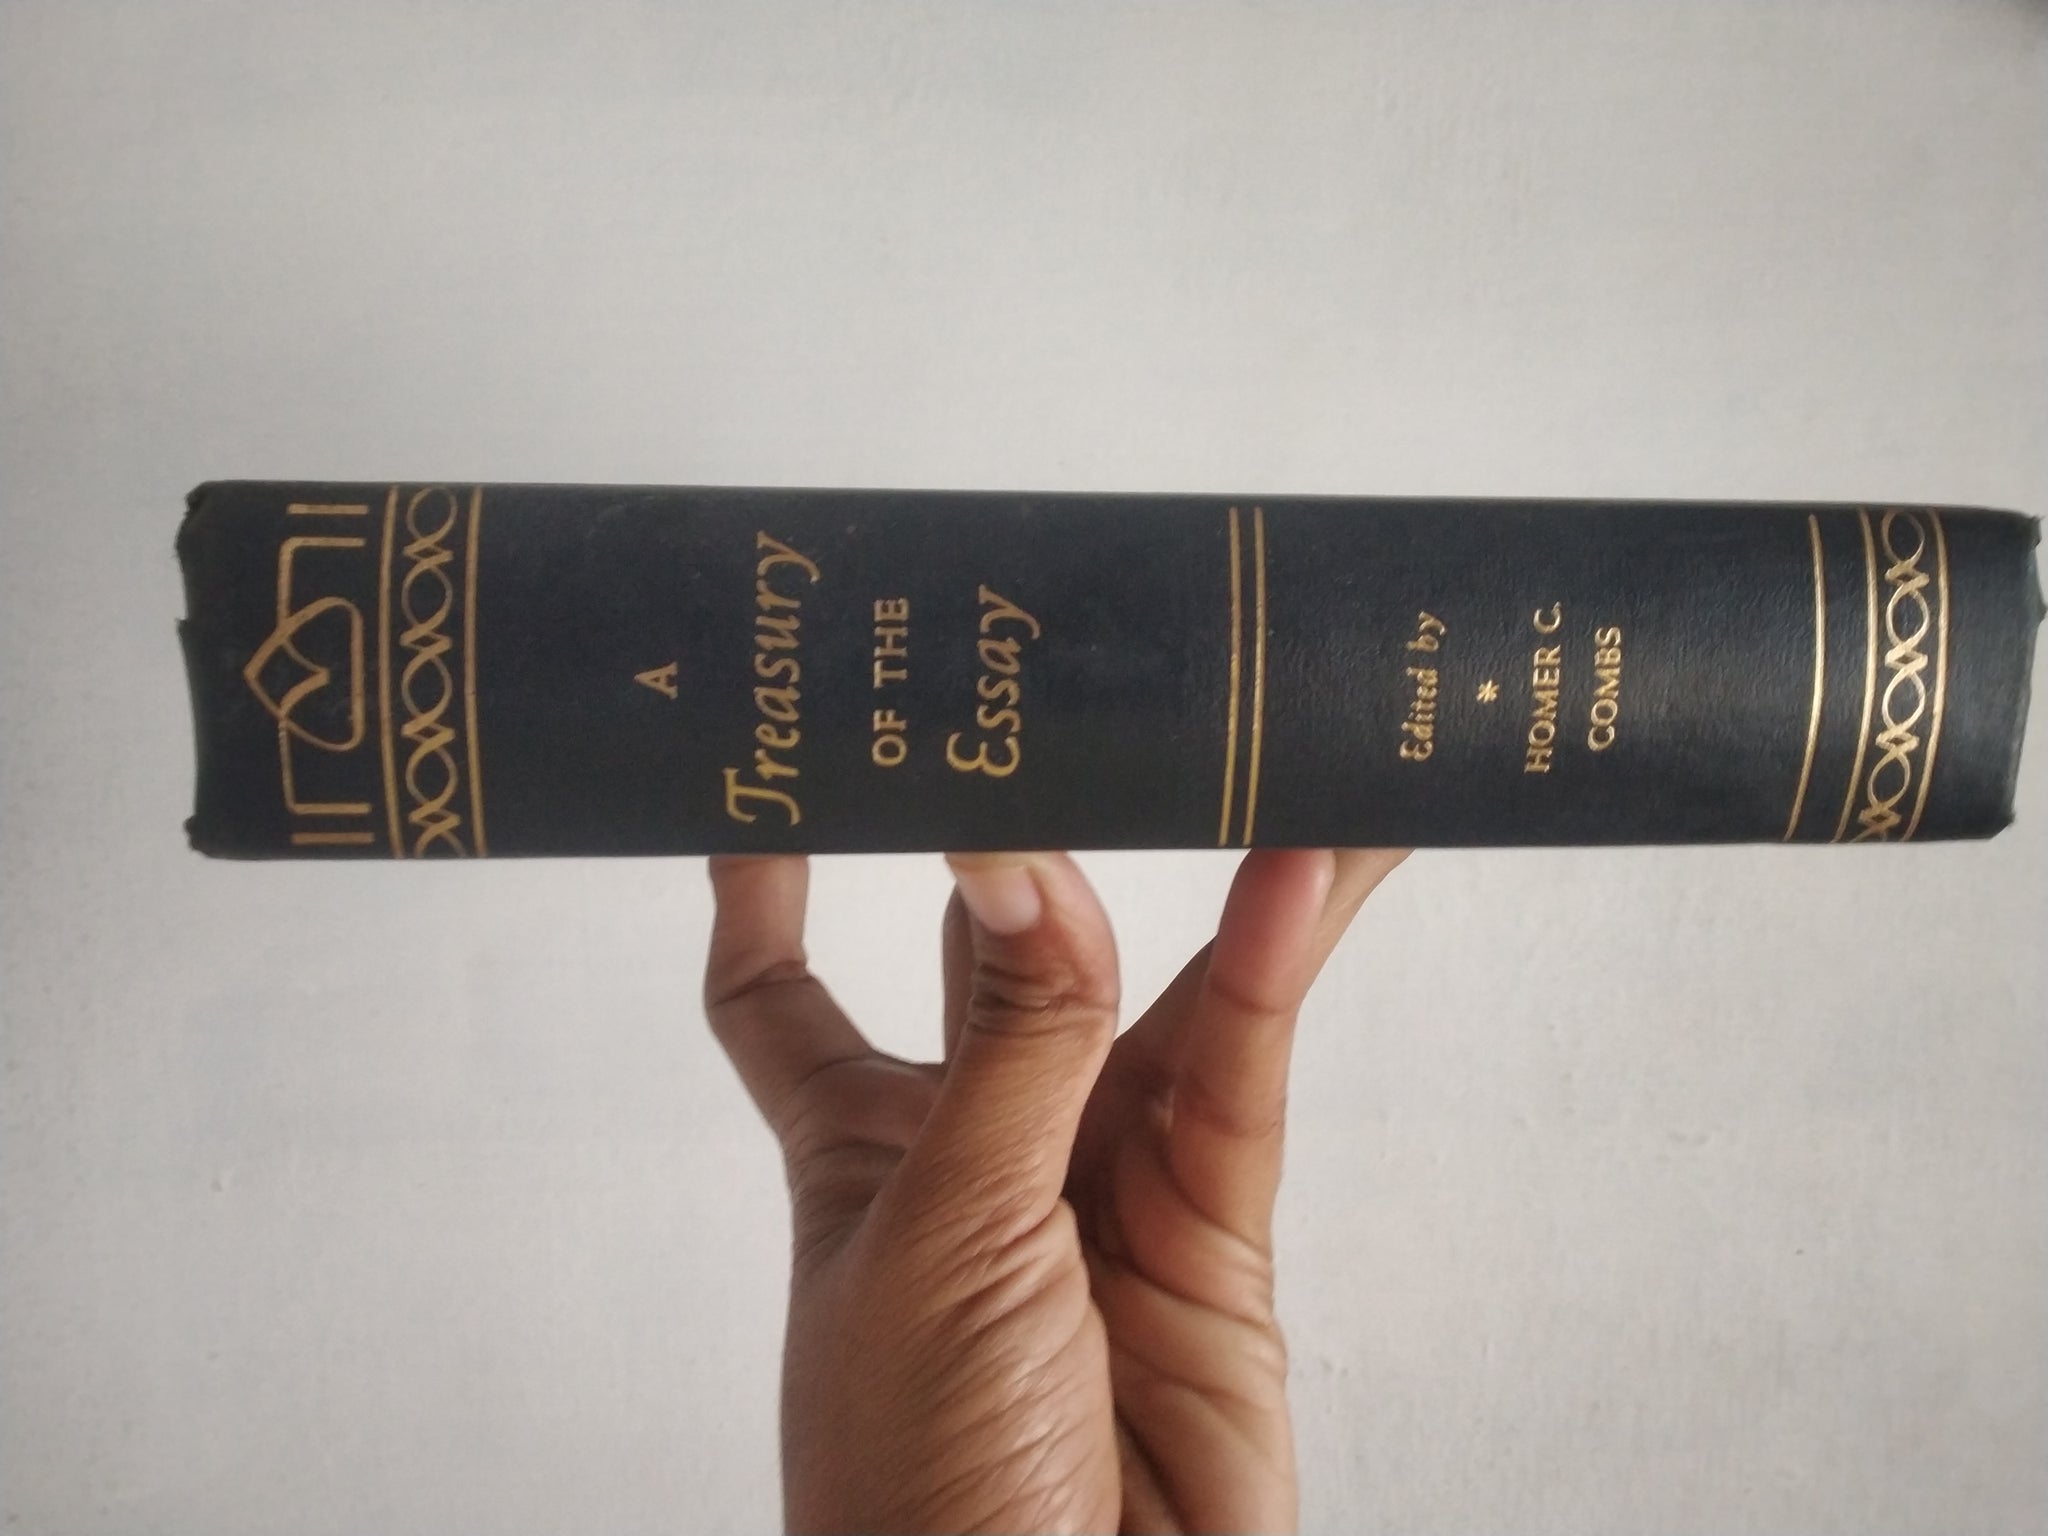 A
Treasury
OF THE
Essay
Edited by
*
HOMER C.
COMBS